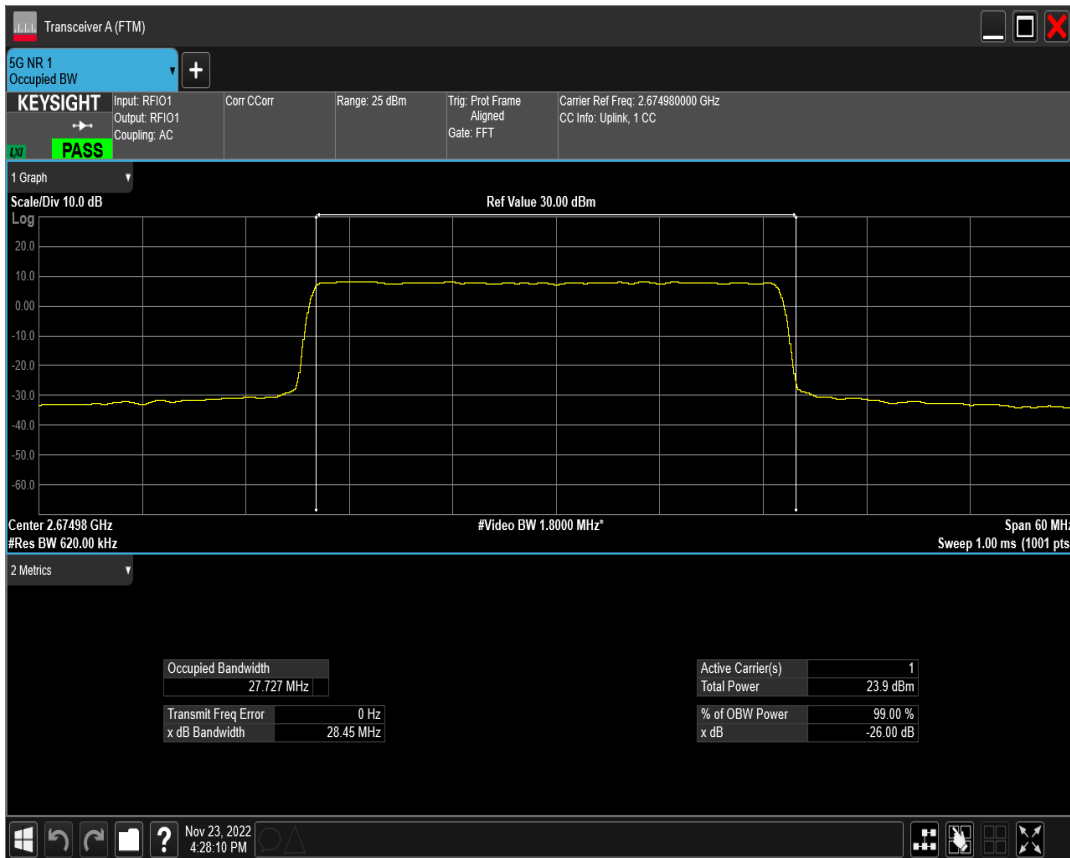 Transceiver A (FTM)
5G NR 1
Occupied BW
+
KEYSIGHT
LXI
PASS
Input: RFIO1
Output: RFIO1
Coupling: AC
Corr CCorr
Range: 25 dBm
Trig: Prot Frame
Aligned
Gate: FFT
Carrier Ref Freq: 2.674980000 GHz
CC Info: Uplink, 1 CC
1 Graph
Scale/Div 10.0 dB
Ref Value 30.00 dBm
Log
20.0
10.0
0.00
-10.0
-20.0
-30.0
-40.0
-50.0
-60.0
Center 2.67498 GHz
#Video BW 1.8000 MHz*
Span 60 MHz
#Res BW 620.00 kHz
Sweep 1.00 ms (1001 pts
2 Metrics
Occupied Bandwidth
27.727 MHz
Transmit Freq Error 0 Hz
x dB Bandwidth 28.45 MHz
Active Carrier(s) 1
Total Power 23.9 dBm
% of OBW Power 99.00 %
x dB -26.00 dB
?
Nov 23, 2022
4:28:10 PM